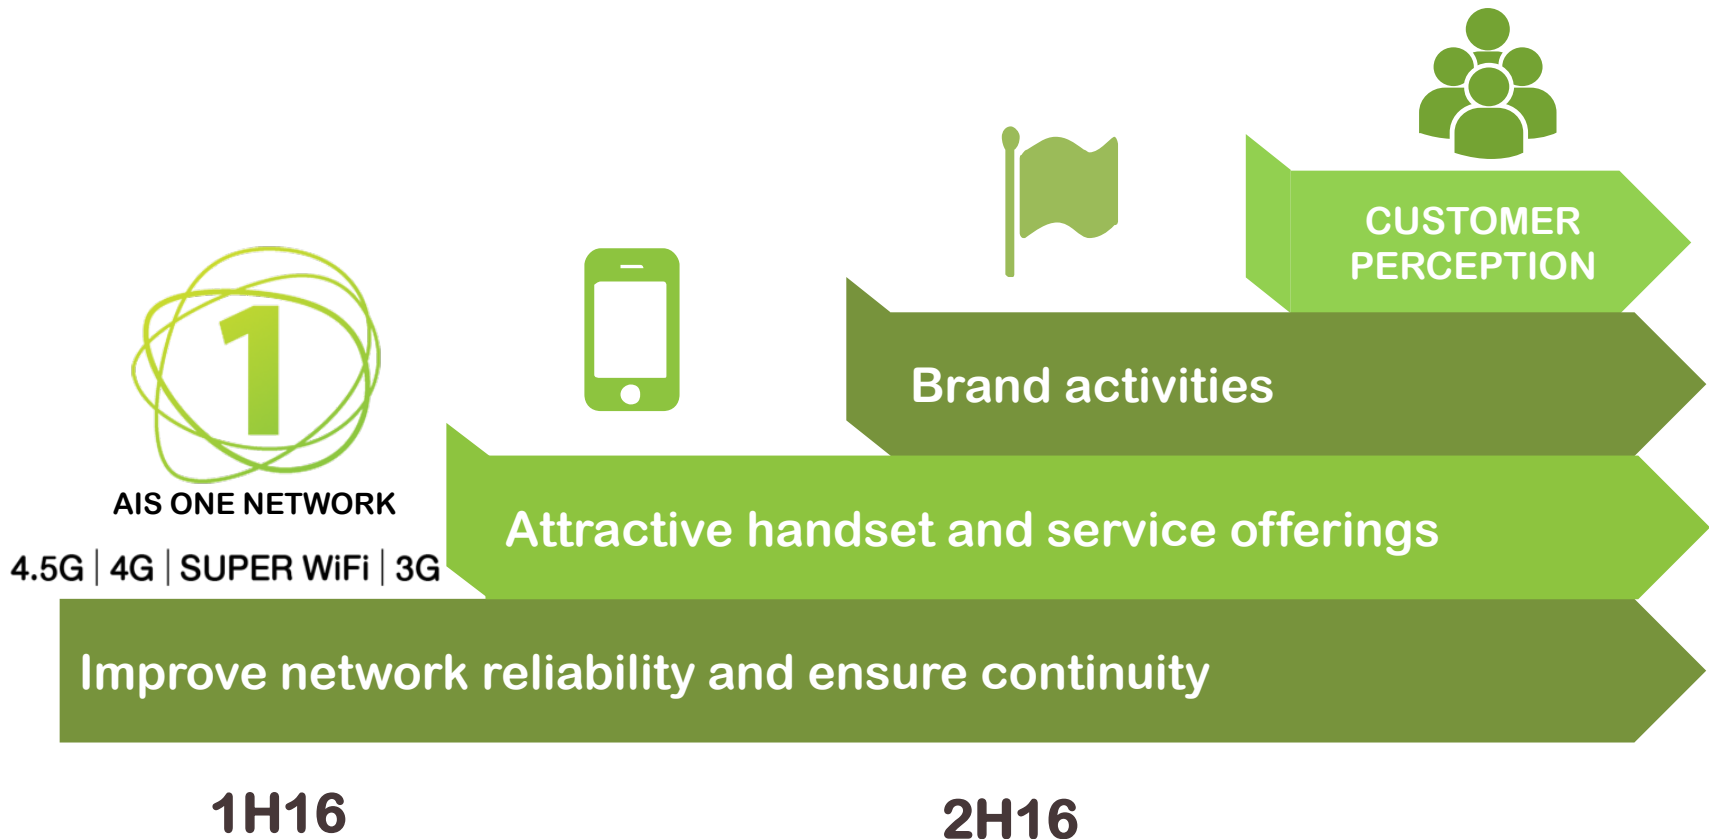 CUSTOMER
PERCEPTION
Brand activities
1
AIS ONE NETWORK
Attractive handset and service offerings
4.5G | 4G | SUPER WiFi | 3G
Improve network reliability and ensure continuity
1H16
2H16